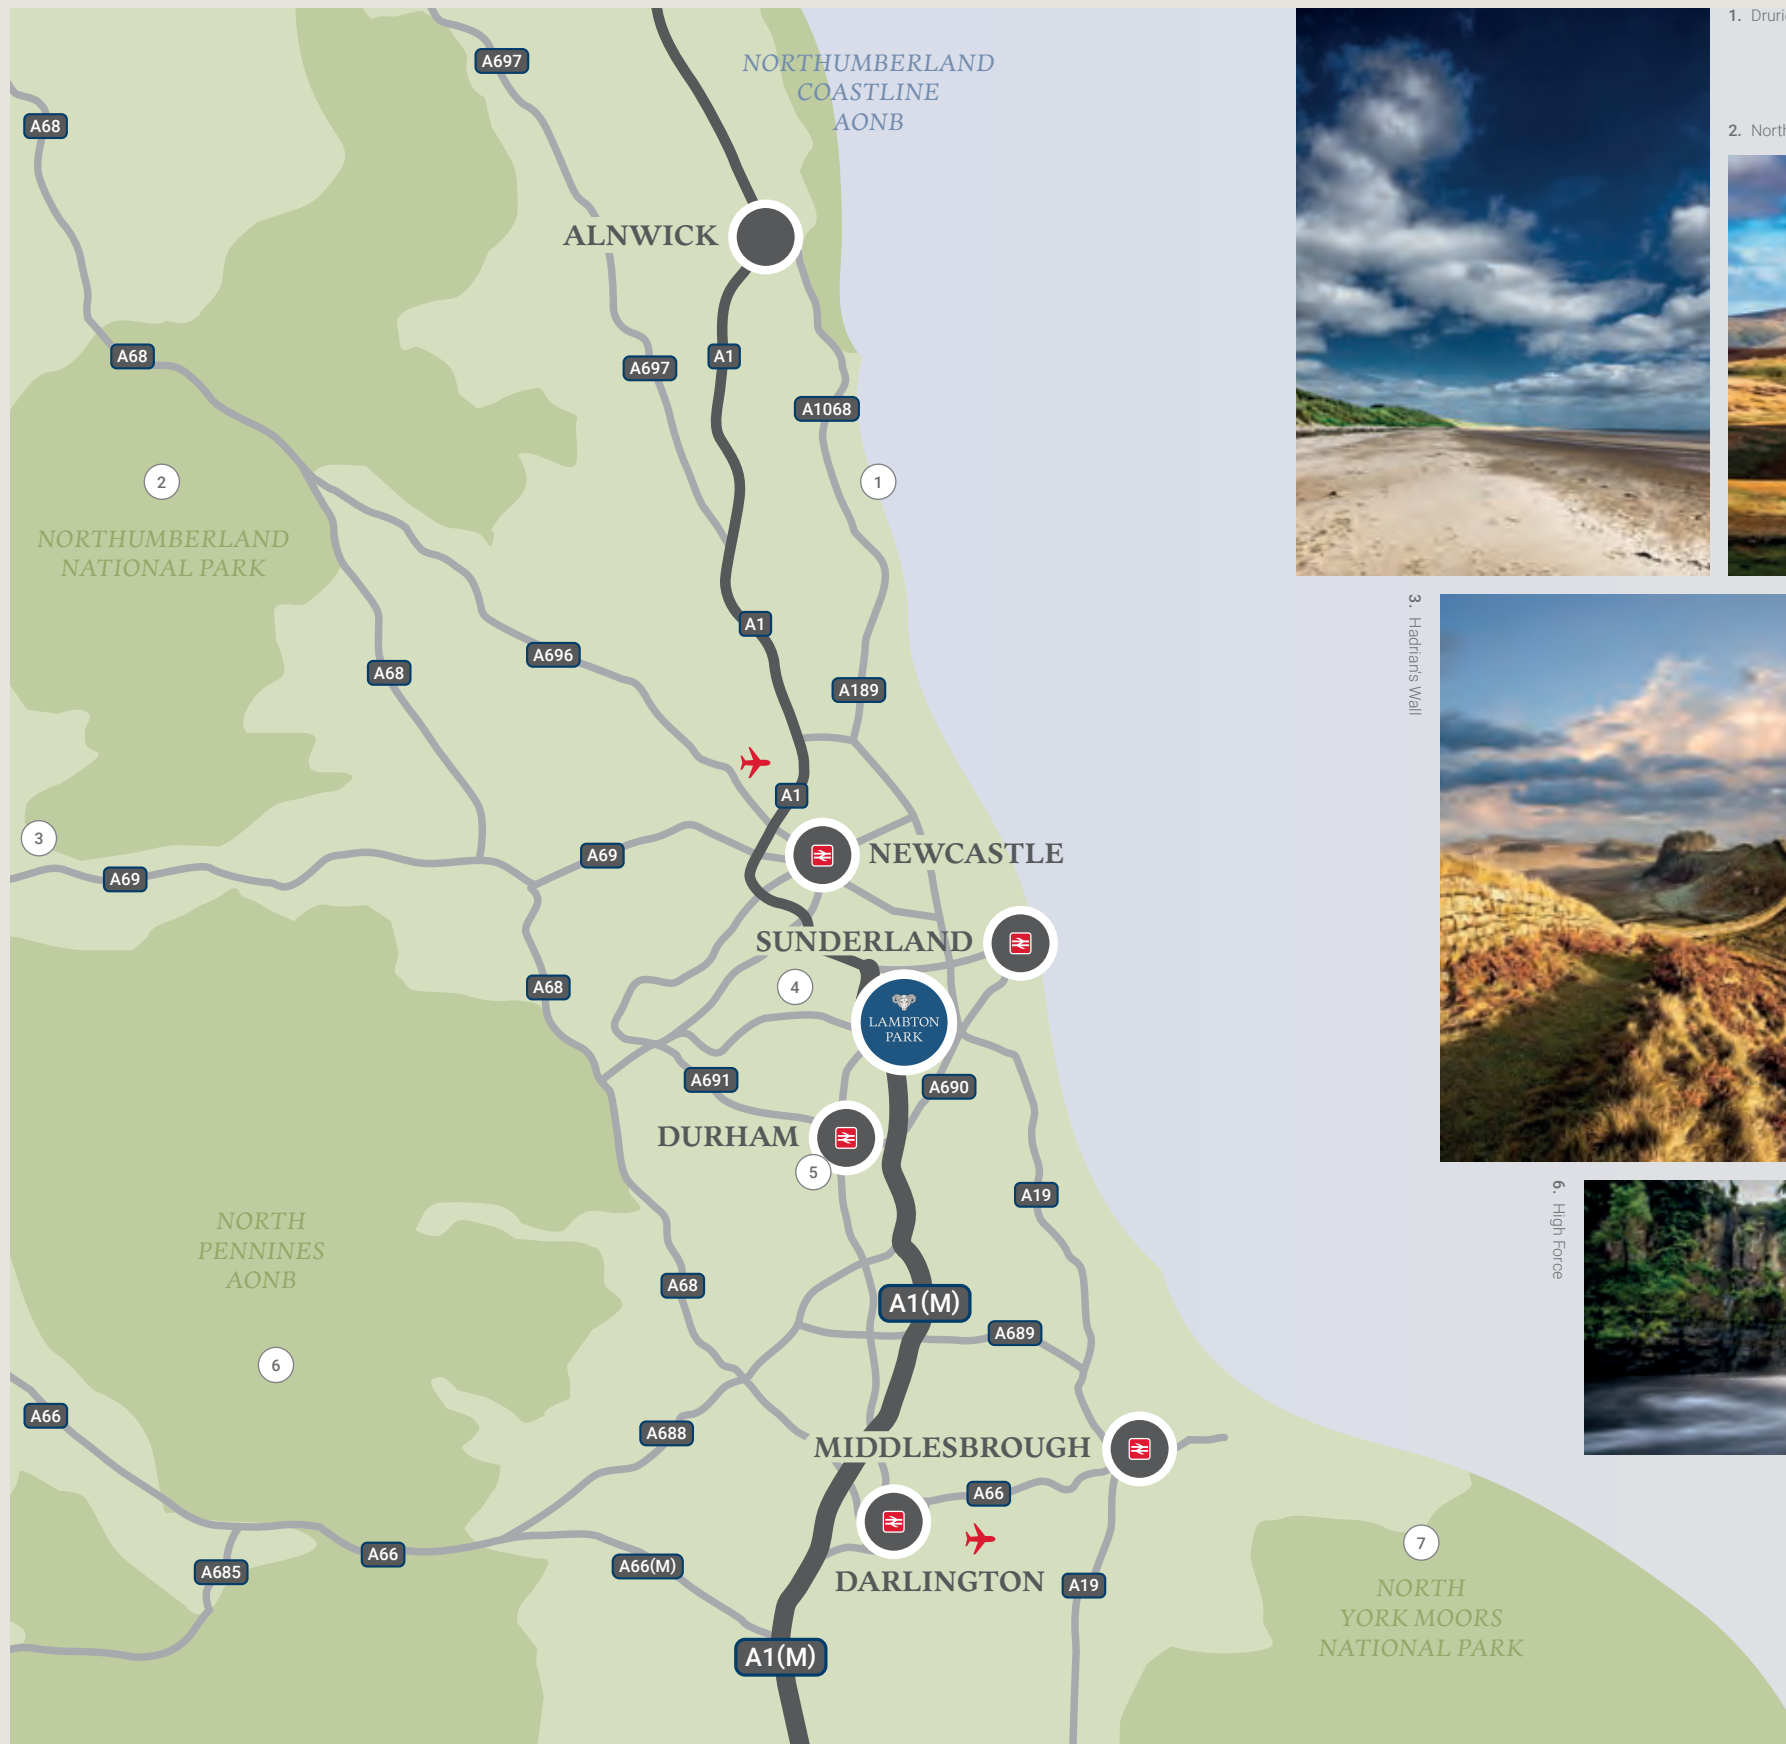 A697
NORTHUMBERLAND
COASTLINE
AONB
A68
ALNWICK
A68
A697
A1
A1068
2
NORTHUMBERLAND
NATIONAL PARK
1
A1
A696
A68
A189
A1
3
A69
A69
NEWCASTLE
SUNDERLAND
A68
4
LAMBTON
PARK
A691
A690
DURHAM
5
A19
NORTH
PENNINES
AONB
A68
A1(M)
A689
6
A66
A688
MIDDLESBROUGH
A66
A66
A685
A66(M)
DARLINGTON
A19
7
NORTH
YORK MOORS
NATIONAL PARK
A1(M)
1.
2.
3. Hadrian's Wall
6. High Force